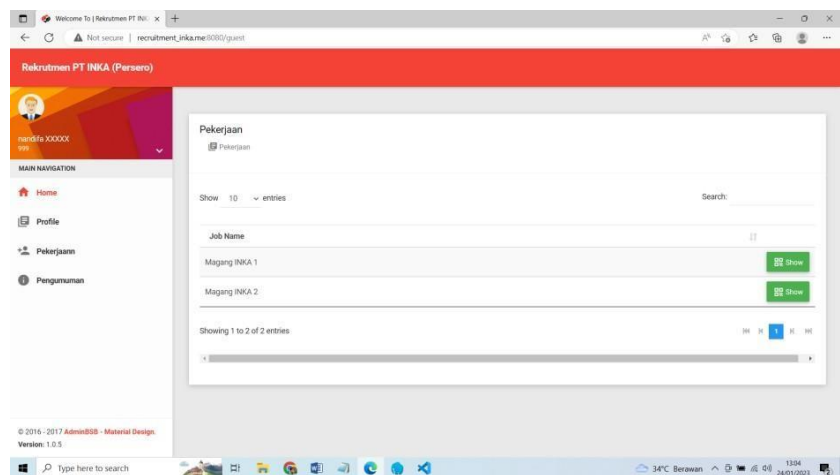 Welcome To | Rekrutmen PT INK
Not secure | recruitment_inka.me:8080/guest
Rekrutmen PT INKA (Persero)
nandifa XXXXX
999
MAIN NAVIGATION
Home
Profile
Pekerjaann
Pengumuman
Pekerjaan
Pekerjaan
Show 10 entries
Search:
Job Name
Magang INKA 1
Show
Magang INKA 2
Show
Showing 1 to 2 of 2 entries
1
© 2016 - 2017 AdminBSB - Material Design.
Version: 1.0.5
Type here to search
34°C Berawan
13:04
24/01/2023